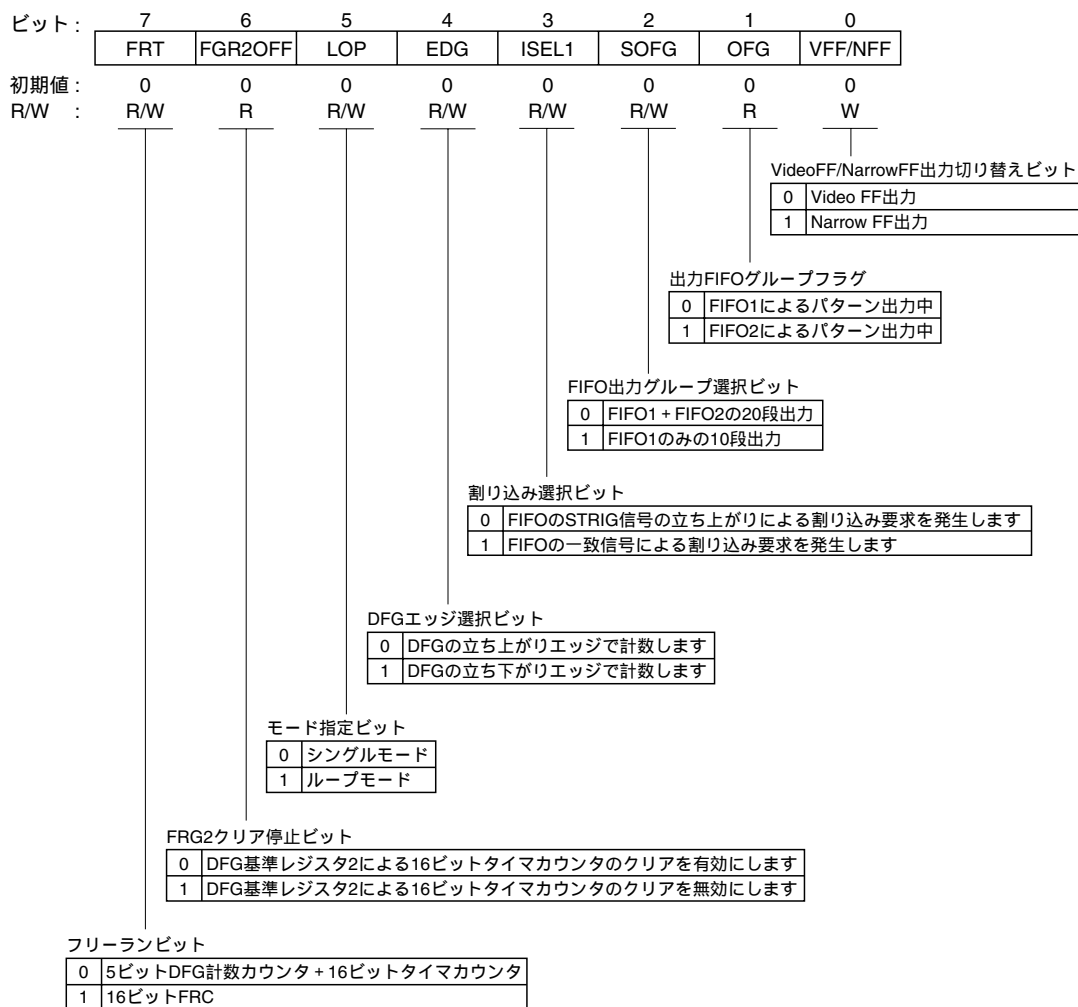 ビット : 7 6 5 4 3 2 1 0
FRT FGR2OFF LOP EDG ISEL1 SOFG OFG VFF/NFF
初期値 : 0 0 0 0 0 0 0 0
R/W : R/W R R/W R/W R/W R/W R W
VideoFF/NarrowFF出力切り替えビット
0 Video FF出力
1 Narrow FF出力
出力FIFOグループフラグ
0 FIFO1によるパターン出力中
1 FIFO2によるパターン出力中
FIFO出力グループ選択ビット
0 FIFO1+FIFO2の20段出力
1 FIFO1のみの10段出力
割り込み選択ビット
0 FIFOのSTRIG信号の立ち上がりによる割り込み要求を発生します
1 FIFOの一致信号による割り込み要求を発生します
DFGエッジ選択ビット
0 DFGの立ち上がりエッジで計数します
1 DFGの立ち下がりエッジで計数します
モード指定ビット
0 シングルモード
1 ループモード
FRG2クリア停止ビット
0 DFG基準レジスタ2による16ビットタイマカウンタのクリアを有効にします
1 DFG基準レジスタ2による16ビットタイマカウンタのクリアを無効にします
フリーランビット
0 5ビットDFG計数カウンタ+16ビットタイマカウンタ
1 16ビットFRC